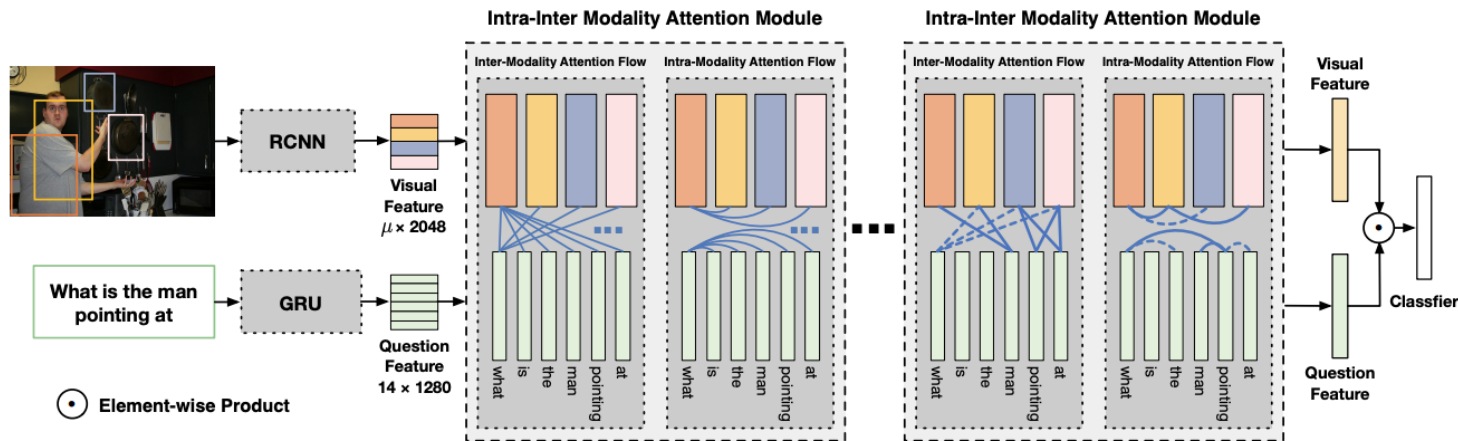 Intra-Inter Modality Attention Module
Intra-Inter Modality Attention Module
Inter-Modality Attention Flow
Intra-Modality Attention Flow
Inter-Modality Attention Flow
Intra-Modality Attention Flow
RCNN
Visual
Feature
μ × 2048
Visual
Feature
What is the man
pointing at
GRU
Question
Feature
14 × 1280
what
is
the
man
pointing
at
what
is
the
man
pointing
at
what
is
the
man
pointing
at
what
is
the
man
pointing
at
Classfier
Question
Feature
Element-wise Product